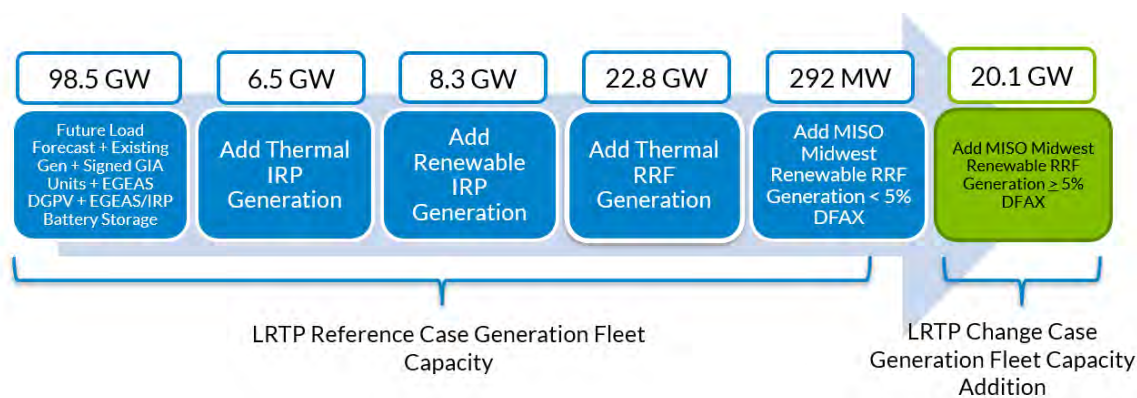 98.5 GW
6.5 GW
8.3 GW
22.8 GW
292 MW
20.1 GW
Future Load
Forecast + Existing
Gen + Signed GIA
Units + EGEAS
DGPV + EGEAS/IRP
Battery Storage
Add Thermal
IRP
Generation
Add
Renewable
IRP
Generation
Add Thermal
RRF
Generation
Add MISO
Midwest
Renewable RRF
Generation < 5%
DFAX
Add MISO Midwest
Renewable RRF
Generation ≥ 5%
DFAX
LRTP Reference Case Generation Fleet
Capacity
LRTP Change Case
Generation Fleet Capacity
Addition